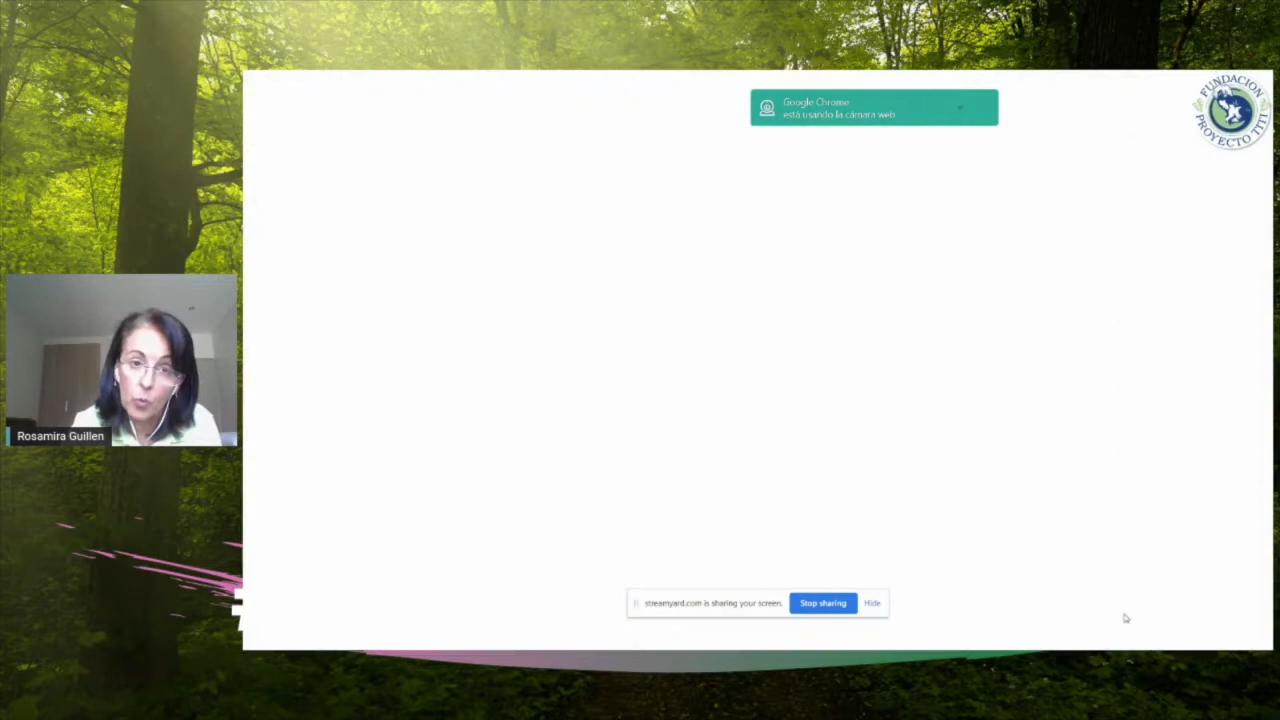 Google Chrome
está usando la cámara web
FUNDACION
PROYECTO TITI
Rosamira Guillen
streamyard.com is sharing your screen.
Stop sharing
Hide